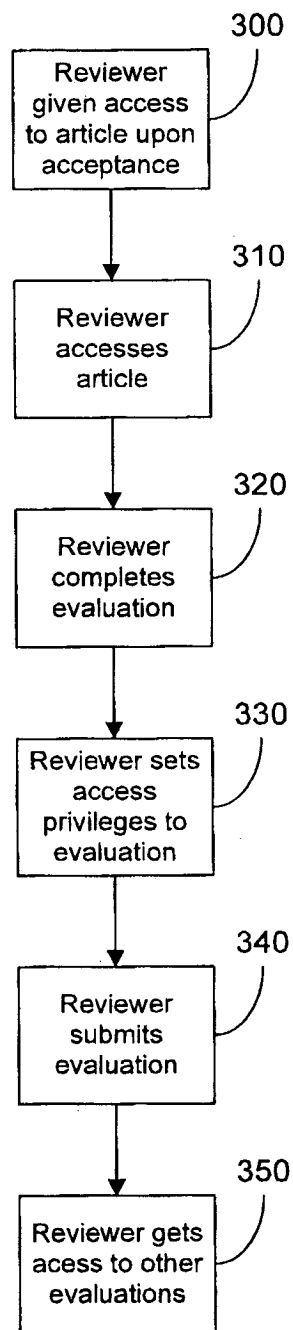 300
Reviewer
given access
to article upon
acceptance
310
Reviewer
accesses
article
320
Reviewer
completes
evaluation
330
Reviewer sets
access
privileges to
evaluation
340
Reviewer
submits
evaluation
350
Reviewer gets
acess to other
evaluations